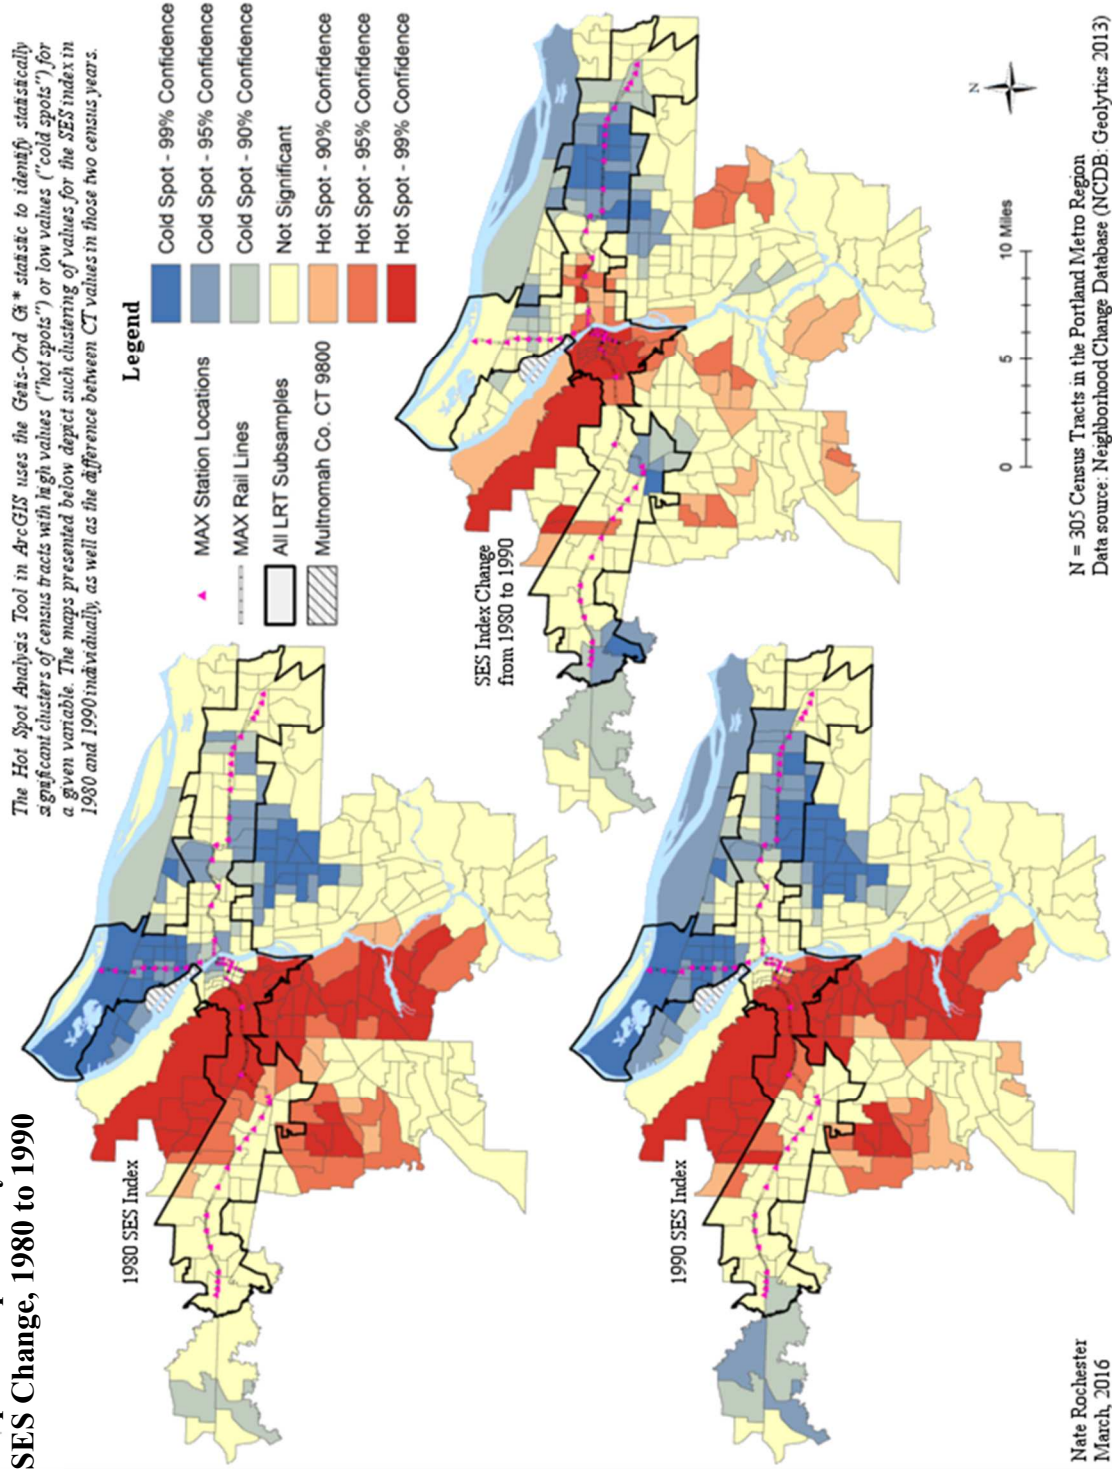 SES Change, 1980 to 1990
The Hot Spot Analysis Tool in ArcGIS uses the Getis-Ord Gi* statistic to identify statistically
significant clusters of census tracts with high values ("hot spots") or low values ("cold spots") for
a given variable. The maps presented below depict such clustering of values for the SES index in
1980 and 1990 individually, as well as the difference between CT values in those two census years.
Legend
MAX Station Locations
MAX Rail Lines
All LRT Subsamples
Multnomah Co. CT 9800
Cold Spot - 99% Confidence
Cold Spot - 95% Confidence
Cold Spot - 90% Confidence
Not Significant
Hot Spot - 90% Confidence
Hot Spot - 95% Confidence
Hot Spot - 99% Confidence
1980 SES Index
SES Index Change
from 1980 to 1990
1990 SES Index
N
0 5 10 Miles
Nate Rochester
March, 2016
N = 305 Census Tracts in the Portland Metro Region
Data source: Neighborhood Change Database (NCDB: Geolytics 2013)